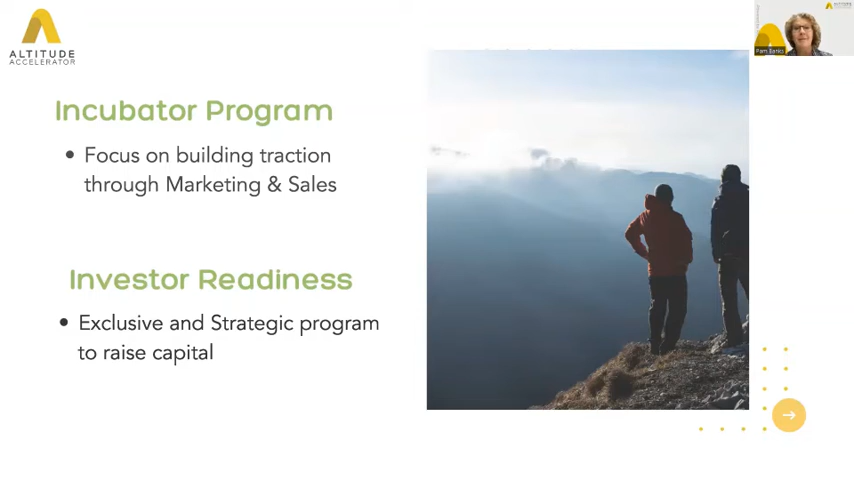 ALTITUDE
ACCELERATOR
Incubator Program
• Focus on building traction
through Marketing & Sales
Investor Readiness
• Exclusive and Strategic program
to raise capital
ALTITUDE
Pam Banks